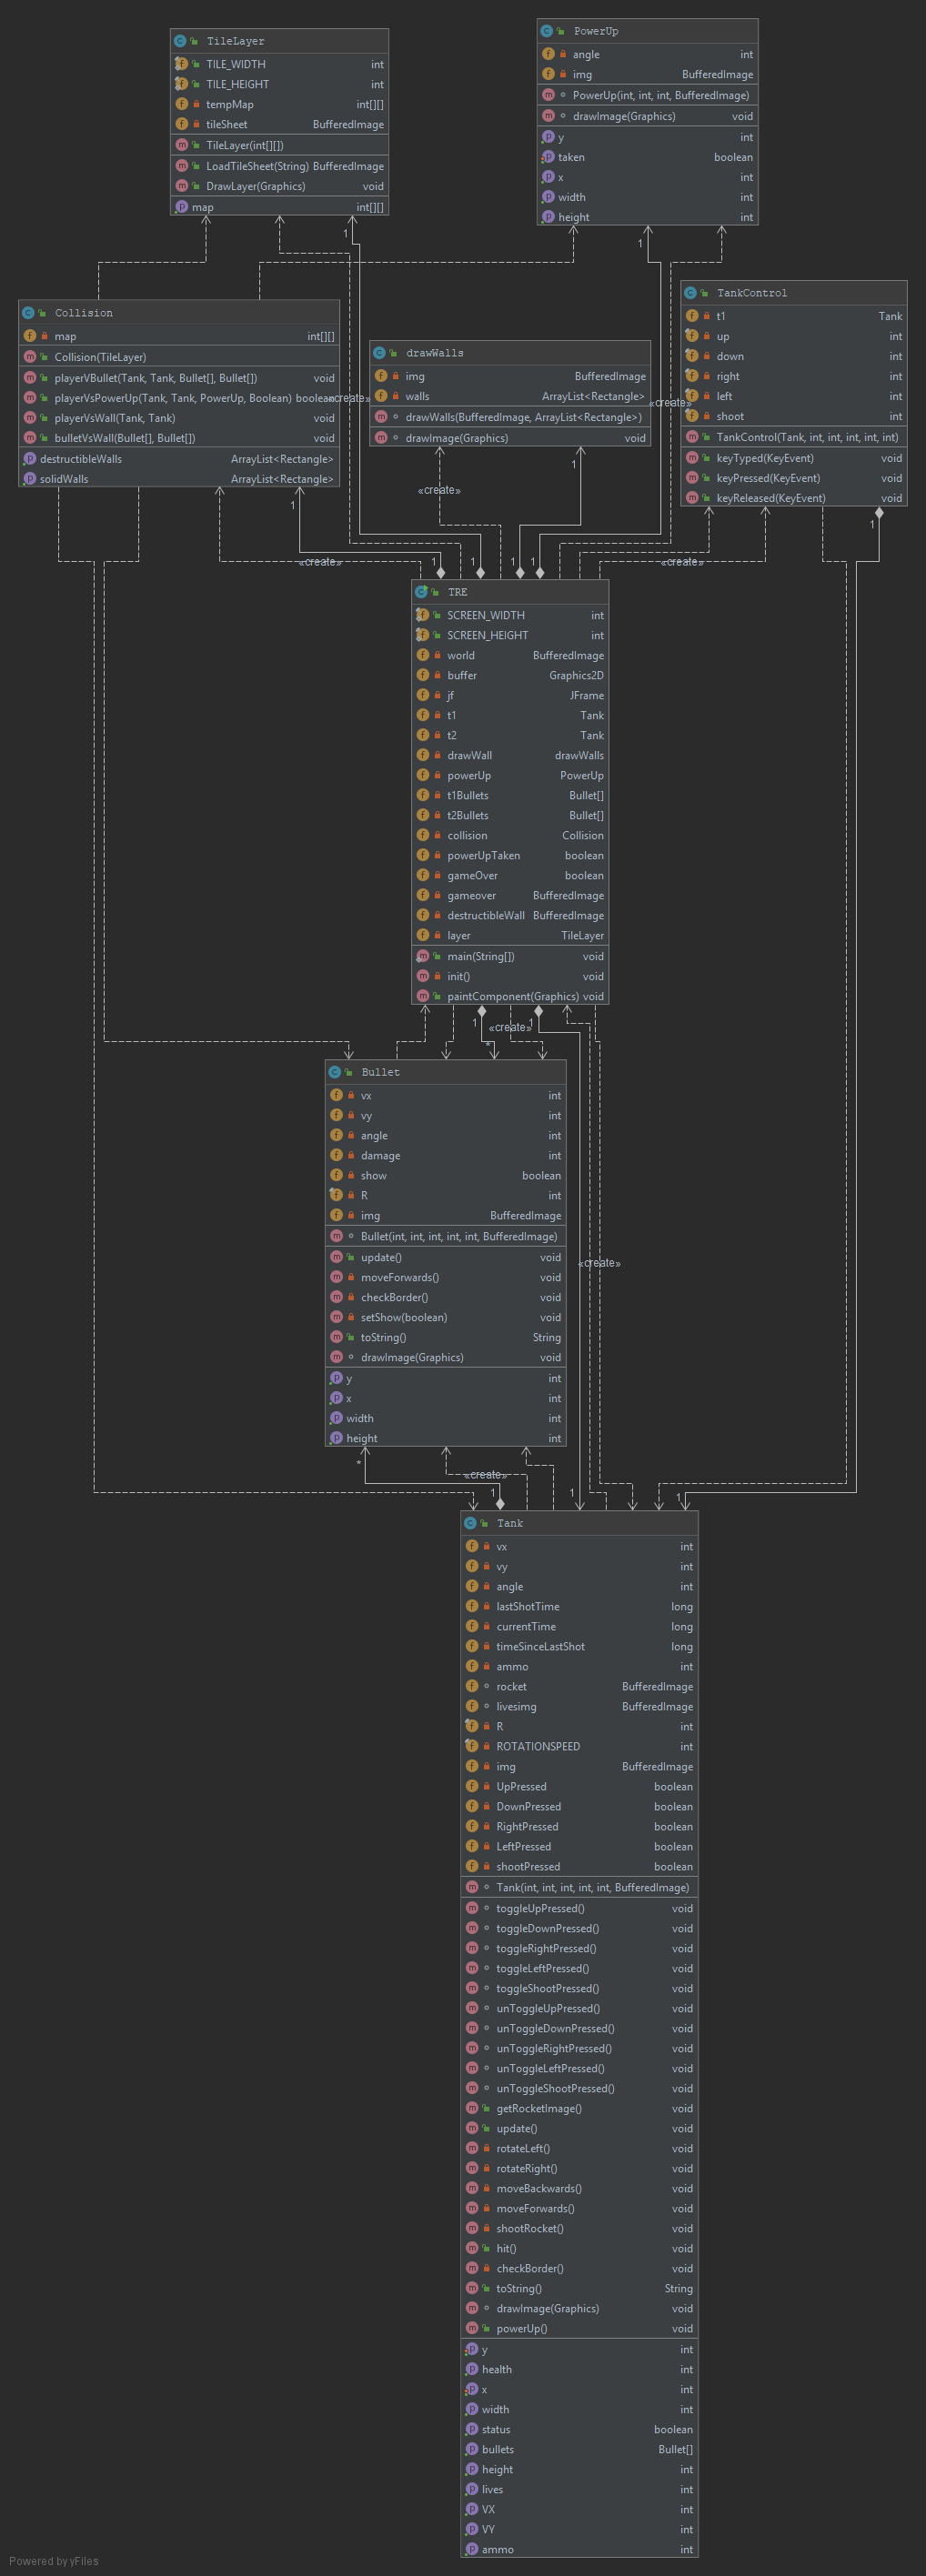 TileLayer
TILE_WIDTH int
TILE_HEIGHT int
tempMap int[][]
tileSheet BufferedImage
TileLayer(int[][])
LoadTileSheet(String) BufferedImage
DrawLayer(Graphics) void
map int[][]
1
PowerUp
angle int
img BufferedImage
PowerUp(int, int, int, BufferedImage)
drawImage(Graphics) void
y int
taken boolean
x int
width int
height int
1
Collision
map int[][]
Collision(TileLayer)
playerVBullet(Tank, Tank, Bullet[], Bullet[]) void
playerVsPowerUp(Tank, Tank, PowerUp, Boolean) boolean
playerVsWall(Tank, Tank) void
bulletVsWall(Bullet[], Bullet[]) void
destructibleWalls ArrayList<Rectangle>
solidWalls ArrayList<Rectangle>
1
«create»
drawWalls
img BufferedImage
walls ArrayList<Rectangle>
drawWalls(BufferedImage, ArrayList<Rectangle>)
drawImage(Graphics) void
1
«create»
«create»
TankControl
t1 Tank
up int
down int
right int
left int
shoot int
TankControl(Tank, int, int, int, int, int)
keyTyped(KeyEvent) void
keyPressed(KeyEvent) void
keyReleased(KeyEvent) void
1
«create»
1
1
1
1
«create»
TRE
SCREEN_WIDTH int
SCREEN_HEIGHT int
world BufferedImage
buffer Graphics2D
jf JFrame
t1 Tank
t2 Tank
drawWall drawWalls
powerUp PowerUp
t1Bullets Bullet[]
t2Bullets Bullet[]
collision Collision
powerUpTaken boolean
gameOver boolean
gameover BufferedImage
destructibleWall BufferedImage
layer TileLayer
main(String[]) void
init() void
paintComponent(Graphics) void
1
«create»
1
*
Bullet
vx int
vy int
angle int
damage int
show boolean
R int
img BufferedImage
Bullet(int, int, int, int, int, BufferedImage)
update() void
moveForwards() void
checkBorder() void
setShow(boolean) void
toString() String
drawImage(Graphics) void
y int
x int
width int
height int
«create»
*
«create»
1
1
1
Tank
vx int
vy int
angle int
lastShotTime long
currentTime long
timeSinceLastShot long
ammo int
rocket BufferedImage
livesimg BufferedImage
R int
ROTATIONSPEED int
img BufferedImage
UpPressed boolean
DownPressed boolean
RightPressed boolean
LeftPressed boolean
shootPressed boolean
Tank(int, int, int, int, int, BufferedImage)
toggleUpPressed() void
toggleDownPressed() void
toggleRightPressed() void
toggleLeftPressed() void
toggleShootPressed() void
unToggleUpPressed() void
unToggleDownPressed() void
unToggleRightPressed() void
unToggleLeftPressed() void
unToggleShootPressed() void
getRocketImage() void
update() void
rotateLeft() void
rotateRight() void
moveBackwards() void
moveForwards() void
shootRocket() void
hit() void
checkBorder() void
toString() String
drawImage(Graphics) void
powerUp() void
y int
health int
x int
width int
status boolean
bullets Bullet[]
height int
lives int
VX int
VY int
ammo int
Powered by yFiles